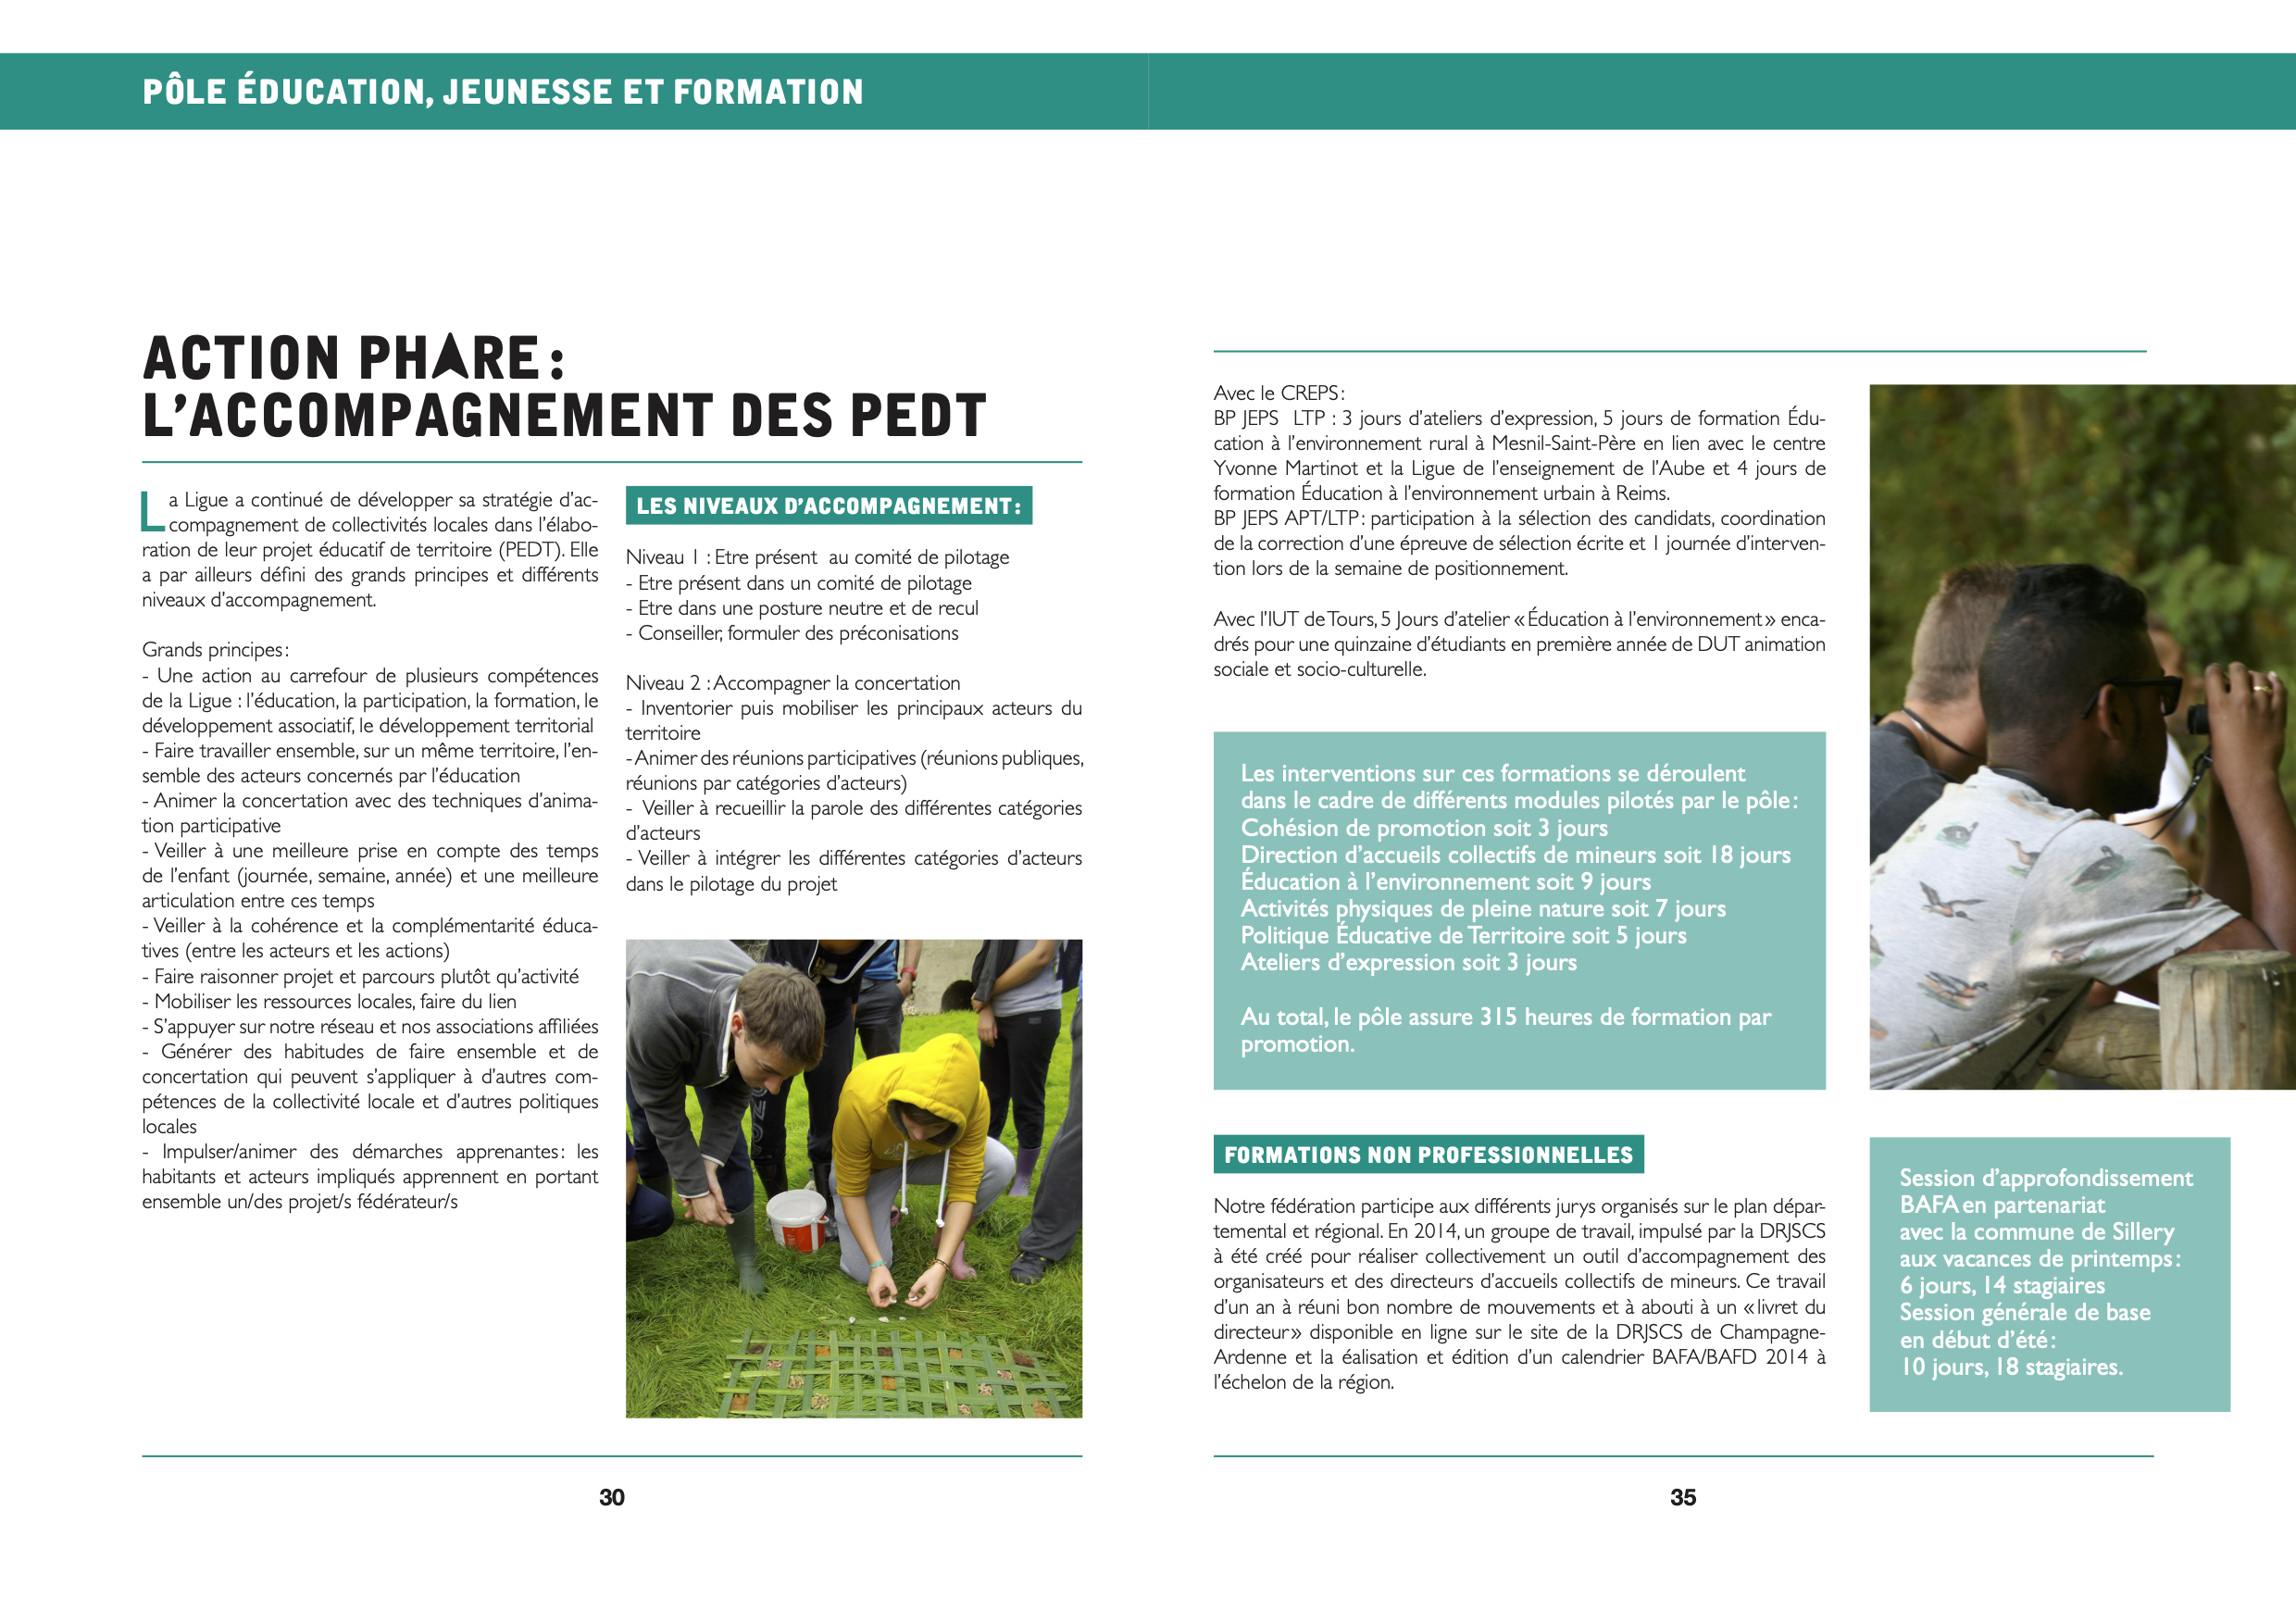 PÔLE ÉDUCATION, JEUNESSE ET FORMATION
ACTION PHARE :
L'ACCOMPAGNEMENT DES PEDT
La Ligue a continué de développer sa stratégie d'ac-
compagnement de collectivités locales dans l'élabo-
ration de leur projet éducatif de territoire (PEDT). Elle
a par ailleurs défini des grands principes et différents
niveaux d'accompagnement.
Grands principes :
- Une action au carrefour de plusieurs compétences
de la Ligue : l'éducation, la participation, la formation, le
développement associatif, le développement territorial
- Faire travailler ensemble, sur un même territoire, l'en-
semble des acteurs concernés par l'éducation
- Animer la concertation avec des techniques d'anima-
tion participative
- Veiller à une meilleure prise en compte des temps
de l'enfant (journée, semaine, année) et une meilleure
articulation entre ces temps
- Veiller à la cohérence et la complémentarité éduca-
tives (entre les acteurs et les actions)
- Faire raisonner projet et parcours plutôt qu'activité
- Mobiliser les ressources locales, faire du lien
- S'appuyer sur notre réseau et nos associations affiliées
- Générer des habitudes de faire ensemble et de
concertation qui peuvent s'appliquer à d'autres com-
pétences de la collectivité locale et d'autres politiques
locales
- Impulser/animer des démarches apprenantes : les
habitants et acteurs impliqués apprennent en portant
ensemble un/des projet/s fédérateur/s
LES NIVEAUX D'ACCOMPAGNEMENT :
Niveau 1 : Etre présent au comité de pilotage
- Etre présent dans un comité de pilotage
- Etre dans une posture neutre et de recul
- Conseiller, formuler des préconisations
Niveau 2 : Accompagner la concertation
- Inventorier puis mobiliser les principaux acteurs du
territoire
- Animer des réunions participatives (réunions publiques,
réunions par catégories d'acteurs)
- Veiller à recueillir la parole des différentes catégories
d'acteurs
- Veiller à intégrer les différentes catégories d'acteurs
dans le pilotage du projet
30
Avec le CREPS :
BP JEPS LTP : 3 jours d'ateliers d'expression, 5 jours de formation Édu-
cation à l'environnement rural à Mesnil-Saint-Père en lien avec le centre
Yvonne Martinot et la Ligue de l'enseignement de l'Aube et 4 jours de
formation Éducation à l'environnement urbain à Reims.
BP JEPS APT/LTP : participation à la sélection des candidats, coordination
de la correction d'une épreuve de sélection écrite et 1 journée d'interven-
tion lors de la semaine de positionnement.
Avec l'IUT de Tours, 5 Jours d'atelier « Éducation à l'environnement » enca-
drés pour une quinzaine d'étudiants en première année de DUT animation
sociale et socio-culturelle.
Les interventions sur ces formations se déroulent
dans le cadre de différents modules pilotés par le pôle :
Cohésion de promotion soit 3 jours
Direction d'accueils collectifs de mineurs soit 18 jours
Éducation à l'environnement soit 9 jours
Activités physiques de pleine nature soit 7 jours
Politique Éducative de Territoire soit 5 jours
Ateliers d'expression soit 3 jours
Au total, le pôle assure 315 heures de formation par
promotion.
FORMATIONS NON PROFESSIONNELLES
Notre fédération participe aux différents jurys organisés sur le plan dépar-
temental et régional. En 2014, un groupe de travail, impulsé par la DRJSCS
à été créé pour réaliser collectivement un outil d'accompagnement des
organisateurs et des directeurs d'accueils collectifs de mineurs. Ce travail
d'un an à réuni bon nombre de mouvements et à abouti à un « livret du
directeur » disponible en ligne sur le site de la DRJSCS de Champagne-
Ardenne et la éalisation et édition d'un calendrier BAFA/BAFD 2014 à
l'échelon de la région.
Session d'approfondissement
BAFA en partenariat
avec la commune de Sillery
aux vacances de printemps :
6 jours, 14 stagiaires
Session générale de base
en début d'été :
10 jours, 18 stagiaires.
35